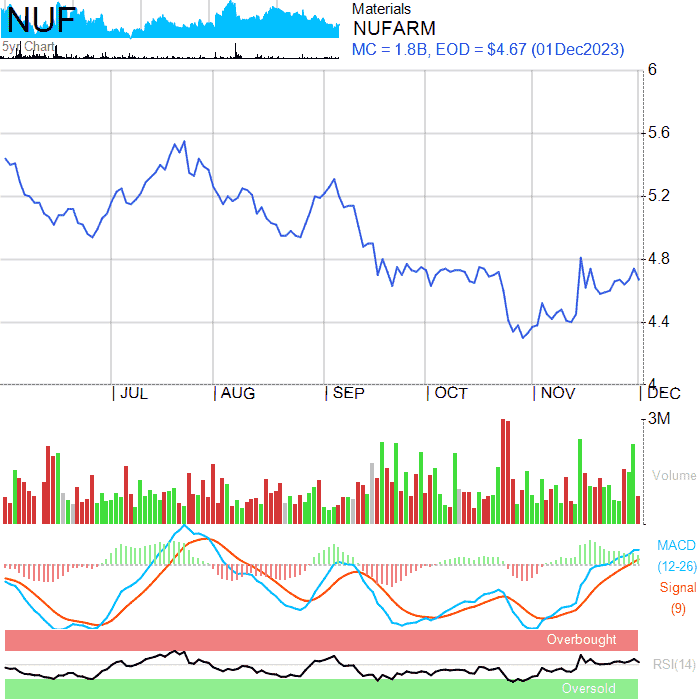 NUF
5yr Chart
Materials
NUFARM
MC = 1.8B, EOD = $4.67 (01Dec2023)
6
5.6
5.2
4.8
4.4
4
JUL AUG SEP OCT NOV DEC
3M
Volume
MACD
(12-26)
Signal
(9)
Overbought
RSI(14)
Oversold